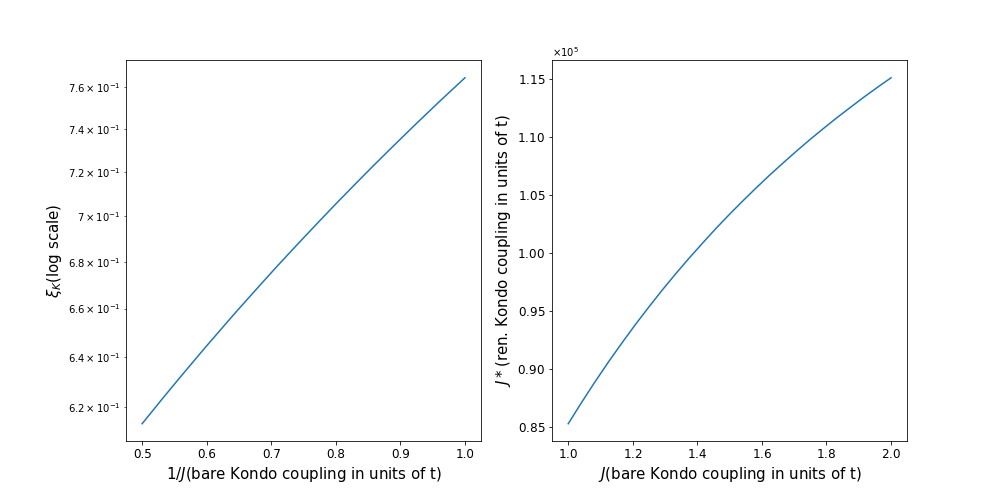 7.6 × 10⁻¹
7.4 × 10⁻¹
7.2 × 10⁻¹
7 × 10⁻¹
6.8 × 10⁻¹
6.6 × 10⁻¹
6.4 × 10⁻¹
6.2 × 10⁻¹
ξ_K(log scale)
0.5 0.6 0.7 0.8 0.9 1.0
1/J(bare Kondo coupling in units of t)
×10⁵
1.15
1.10
1.05
1.00
0.95
0.90
0.85
J * (ren. Kondo coupling in units of t)
1.0 1.2 1.4 1.6 1.8 2.0
J(bare Kondo coupling in units of t)